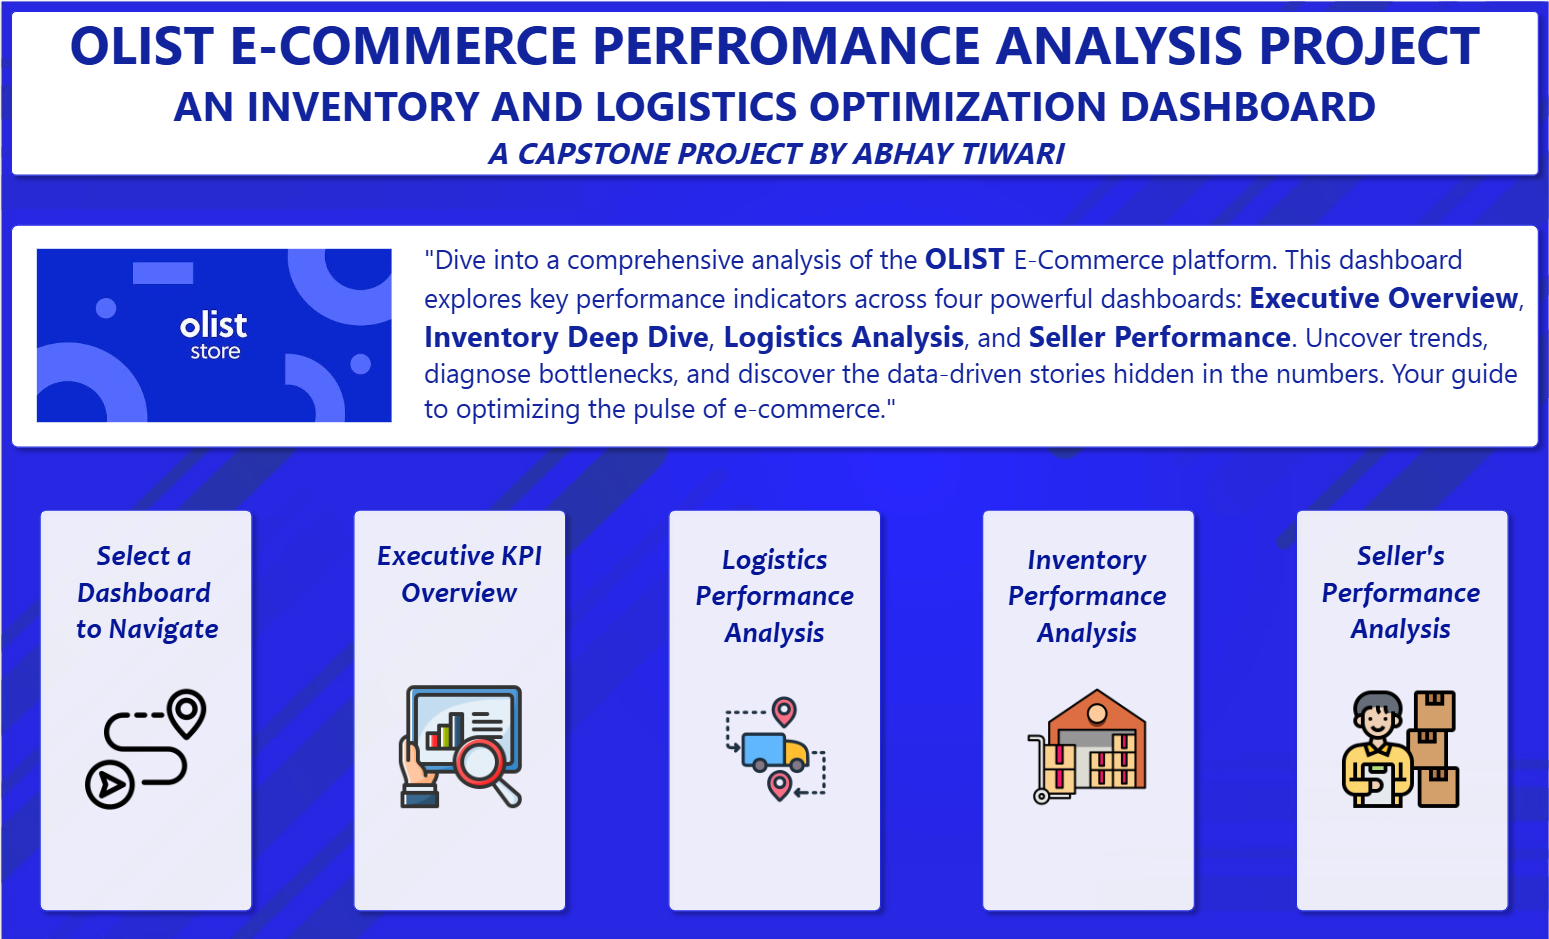 OLIST E-COMMERCE PERFROMANCE ANALYSIS PROJECT
AN INVENTORY AND LOGISTICS OPTIMIZATION DASHBOARD
A CAPSTONE PROJECT BY ABHAY TIWARI
olist
store
"Dive into a comprehensive analysis of the OLIST E-Commerce platform. This dashboard
explores key performance indicators across four powerful dashboards: Executive Overview,
Inventory Deep Dive, Logistics Analysis, and Seller Performance. Uncover trends,
diagnose bottlenecks, and discover the data-driven stories hidden in the numbers. Your guide
to optimizing the pulse of e-commerce."
Select a
Dashboard
to Navigate
Executive KPI
Overview
Logistics
Performance
Analysis
Inventory
Performance
Analysis
Seller's
Performance
Analysis